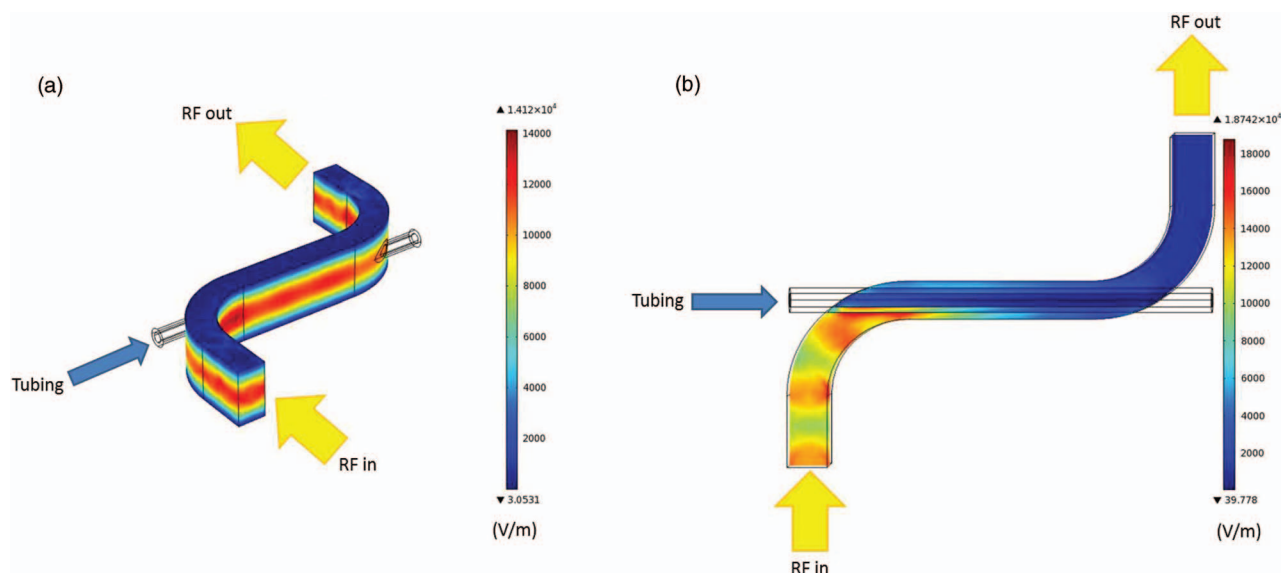 (a)
RF out
▲ 1.412×10⁴
14000
12000
10000
8000
6000
4000
2000
▼ 3.0531
(V/m)
Tubing
RF in
(b)
RF out
▲ 1.8742×10⁴
18000
16000
14000
12000
10000
8000
6000
4000
2000
▼ 39.778
(V/m)
Tubing
RF in